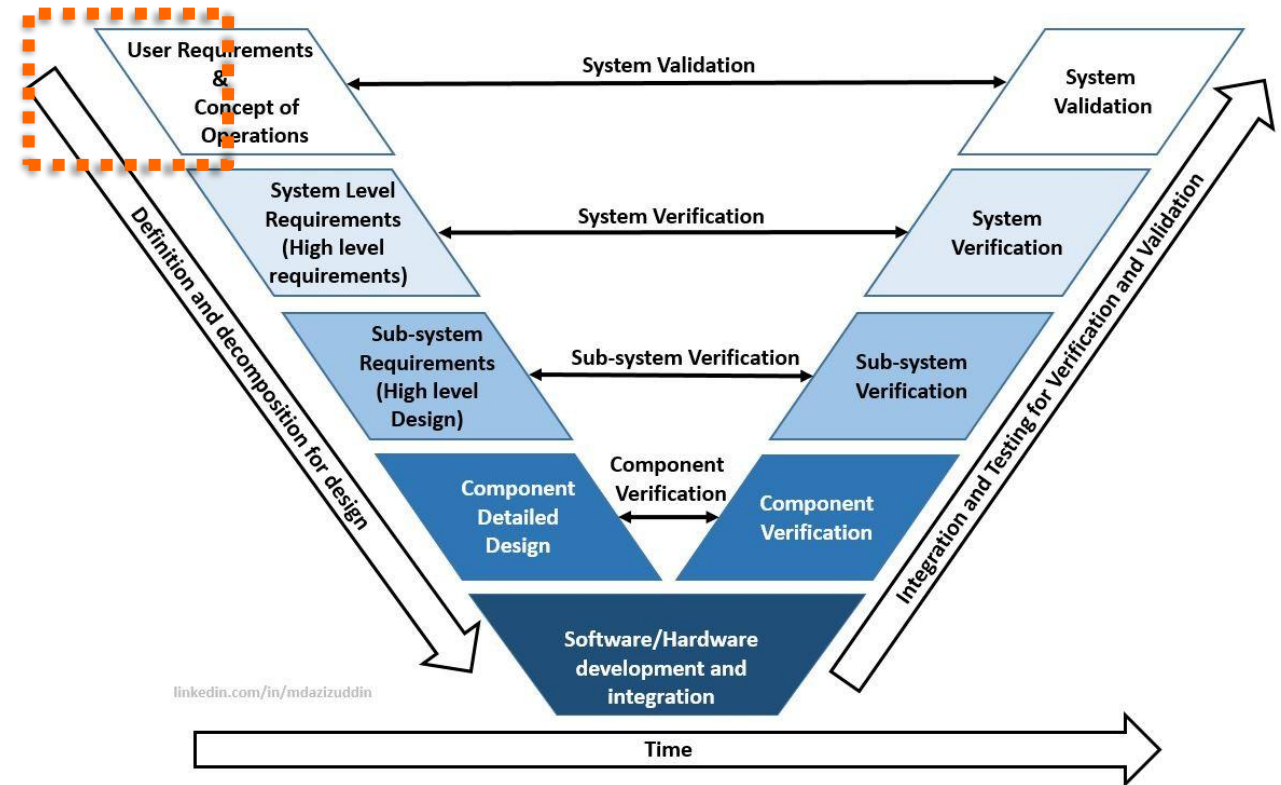 User Requirements
&
Concept of
Operations
System Validation
System
Validation
System Level
Requirements
(High level
requirements)
System Verification
System
Verification
Definition and decomposition for design
Integration and Testing for Verification and Validation
Sub-system
Requirements
(High level
Design)
Sub-system Verification
Sub-system
Verification
Component
Detailed
Design
Component
Verification
Component
Verification
Software/Hardware
development and
integration
linkedin.com/in/mdazizuddin
Time